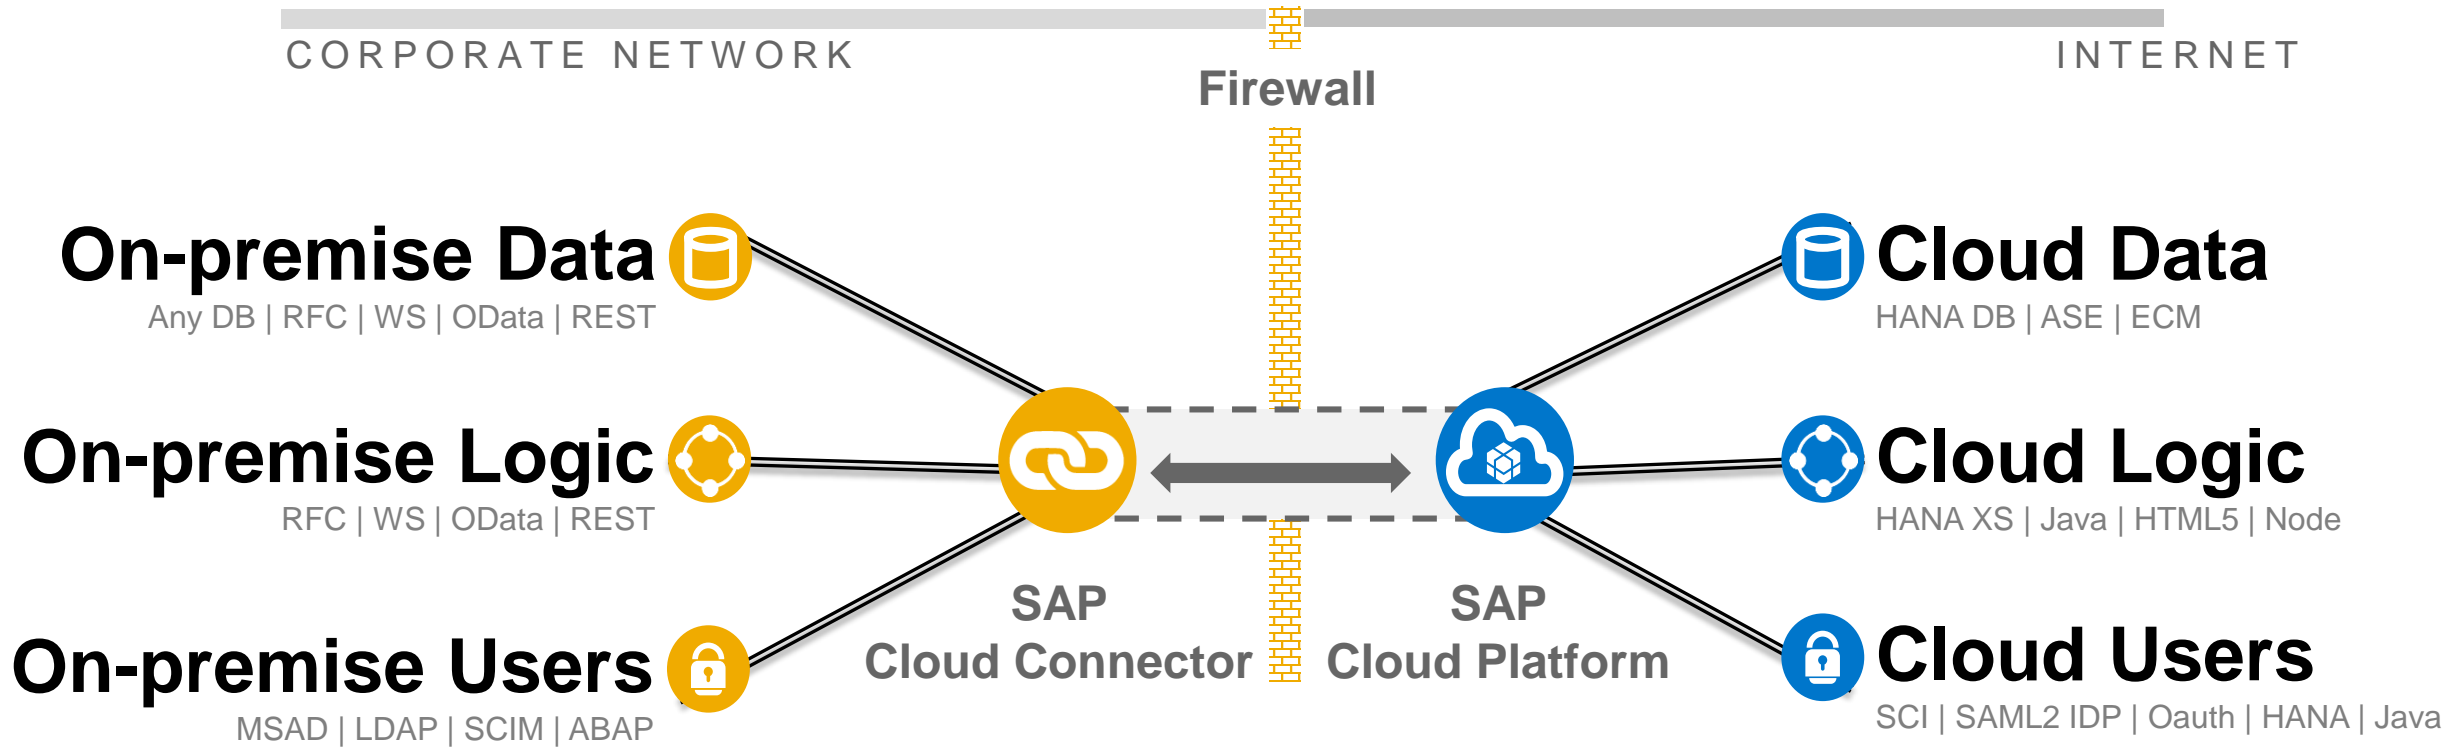 CORPORATE NETWORK
INTERNET
Firewall
On-premise Data
Any DB | RFC | WS | OData | REST
Cloud Data
HANA DB | ASE | ECM
On-premise Logic
RFC | WS | OData | REST
Cloud Logic
HANA XS | Java | HTML5 | Node
SAP
Cloud Connector
SAP
Cloud Platform
On-premise Users
MSAD | LDAP | SCIM | ABAP
Cloud Users
SCI | SAML2 IDP | Oauth | HANA | Java